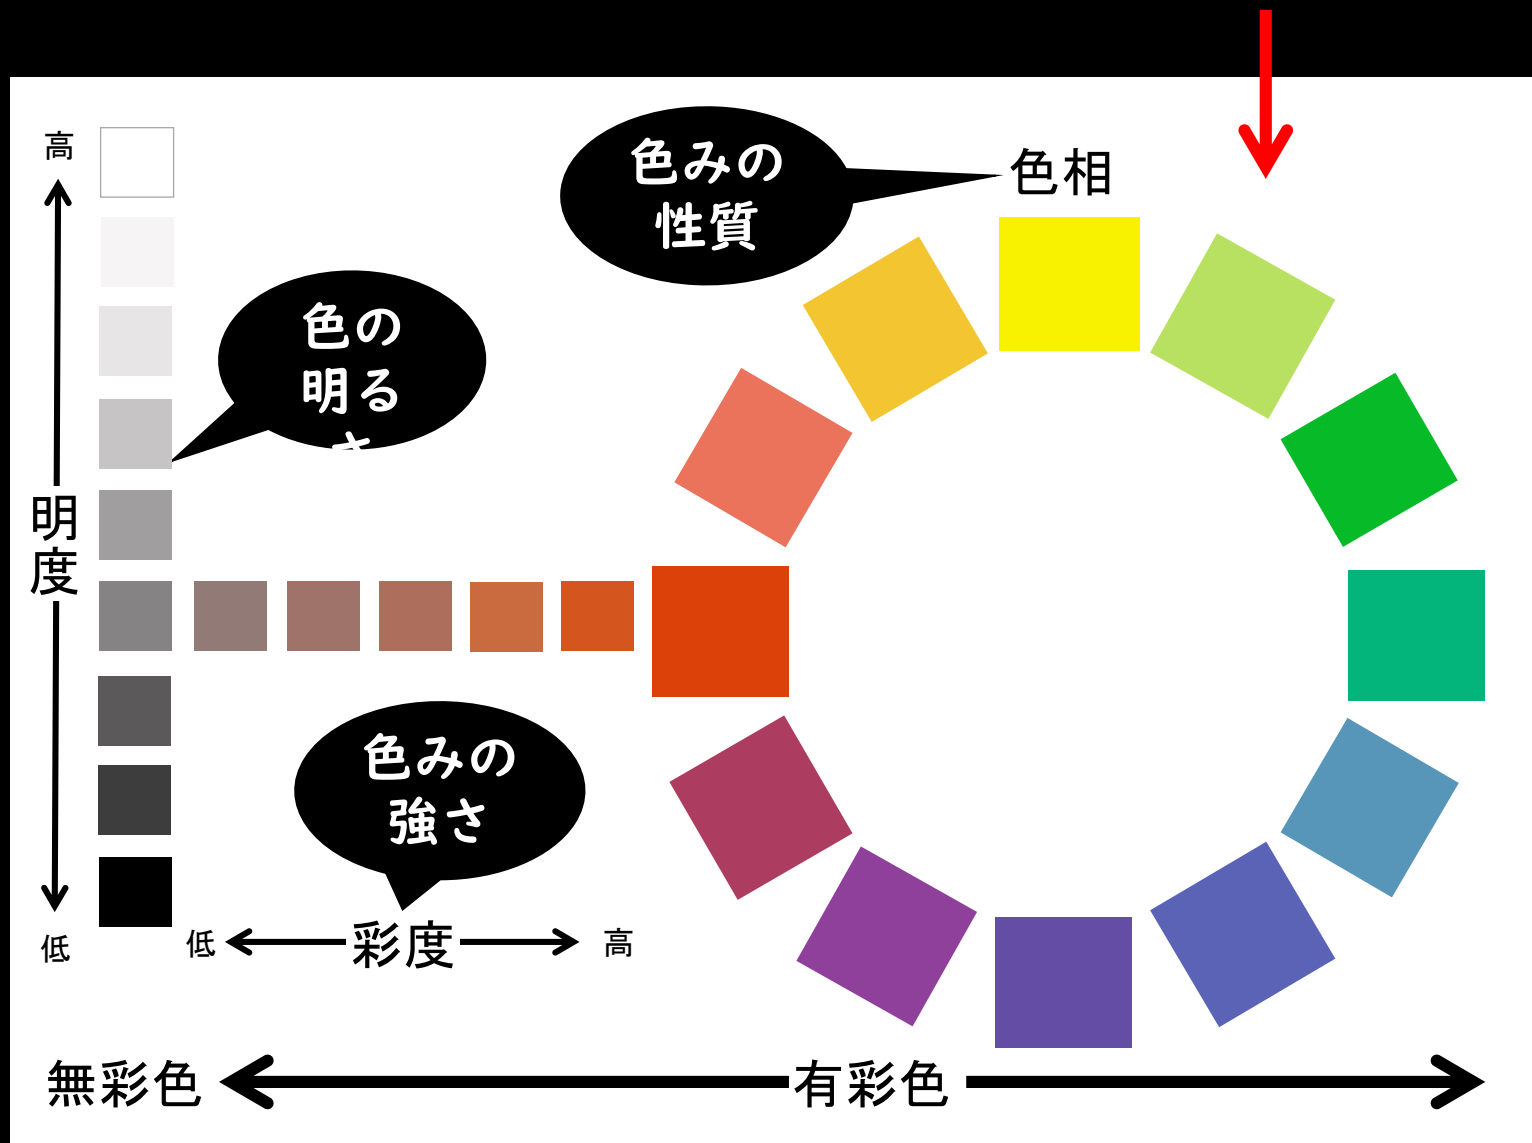 色みの
性質
色相
高
色の
明る
さ
明
度
色みの
強さ
低
低
彩度
高
無彩色
有彩色